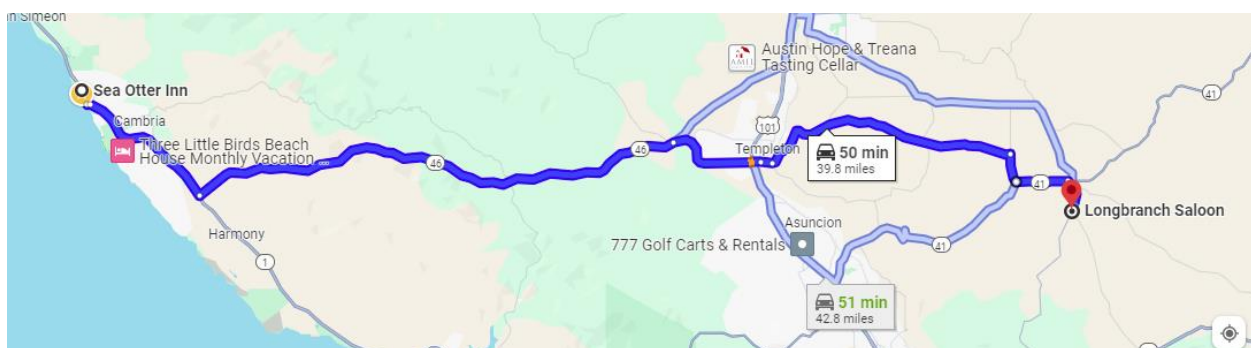 n Simeon
Sea Otter Inn
Cambria
Three Little Birds Beach
House Monthly Vacation ...
46
Harmony
1
46
AMLI
Austin Hope & Treana
Tasting Cellar
101
Templeton
50 min
39.8 miles
41
41
Longbranch Saloon
Asuncion
777 Golf Carts & Rentals
41
51 min
42.8 miles